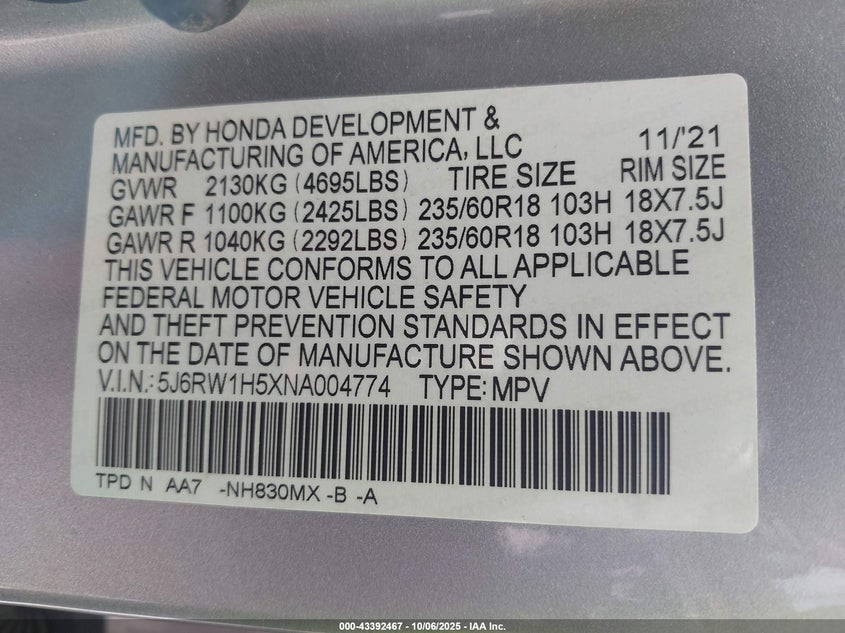 MFD. BY HONDA DEVELOPMENT &
MANUFACTURING OF AMERICA, LLC 11/'21
GVWR 2130KG (4695LBS) TIRE SIZE RIM SIZE
GAWR F 1100KG (2425LBS) 235/60R18 103H 18X7.5J
GAWR R 1040KG (2292LBS) 235/60R18 103H 18X7.5J
THIS VEHICLE CONFORMS TO ALL APPLICABLE
FEDERAL MOTOR VEHICLE SAFETY
AND THEFT PREVENTION STANDARDS IN EFFECT
ON THE DATE OF MANUFACTURE SHOWN ABOVE.
V.I.N.: 5J6RW1H5XNA004774 TYPE: MPV
TPD N AA7 -NH830MX -B -A
000-43392467 - 10/06/2025 - IAA Inc.